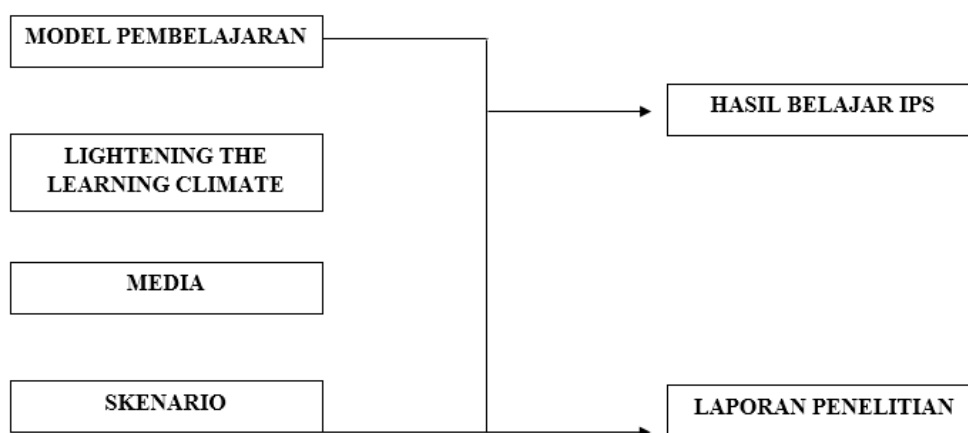 MODEL PEMBELAJARAN
HASIL BELAJAR IPS
LIGHTENING THE
LEARNING CLIMATE
MEDIA
SKENARIO
LAPORAN PENELITIAN